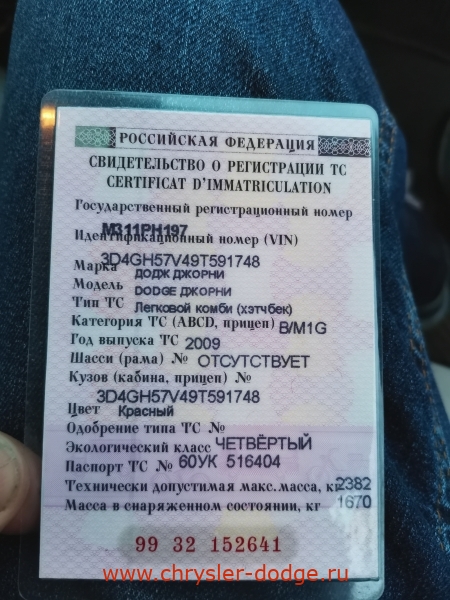 РОССИЙСКАЯ ФЕДЕРАЦИЯ
СВИДЕТЕЛЬСТВО О РЕГИСТРАЦИИ ТС
CERTIFICAT D'IMMATRICULATION
Государственный регистрационный номер
М311РН197
Идентификационный номер (VIN)
3D4GH57V49T591748
Марка ДОДЖ ДЖОРНИ
Модель DODGE ДЖОРНИ
Тип ТС Легковой комби (хэтчбек)
Категория ТС (ABCD, прицеп) B/M1G
Год выпуска ТС 2009
Шасси (рама) № ОТСУТСТВУЕТ
Кузов (кабина, прицеп) №
3D4GH57V49T591748
Цвет Красный
Одобрение типа ТС №
Экологический класс ЧЕТВЁРТЫЙ
Паспорт ТС № 60УК 516404
Технически допустимая макс. масса, кг 2382
Масса в снаряженном состоянии, кг 1670
99 32 152641
www.chrysler-dodge.ru